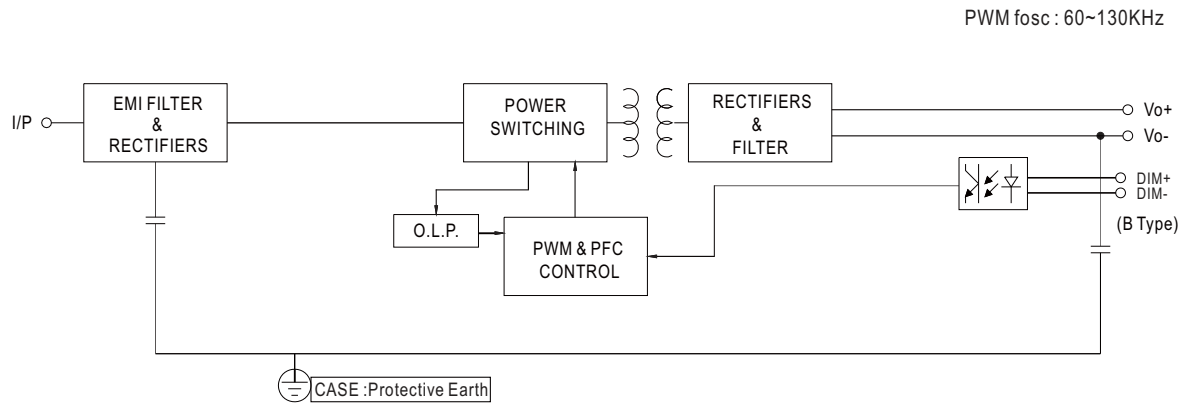 PWM fosc : 60~130KHz
I/P
EMI FILTER
&
RECTIFIERS
POWER
SWITCHING
RECTIFIERS
&
FILTER
Vo+
Vo-
DIM+
DIM-
(B Type)
O.L.P.
PWM & PFC
CONTROL
CASE :Protective Earth